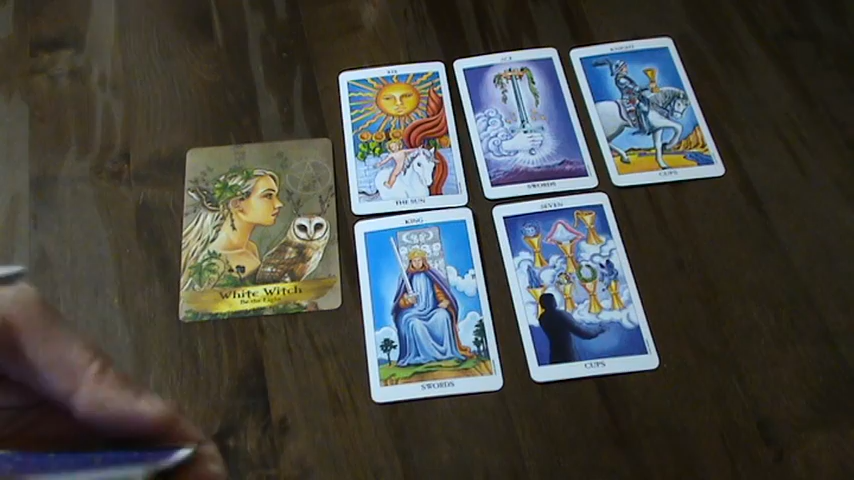 White Witch
Be the Light
XIX
THE SUN
ACE
SWORDS
KNIGHT
CUPS
KING
SWORDS
SEVEN
CUPS